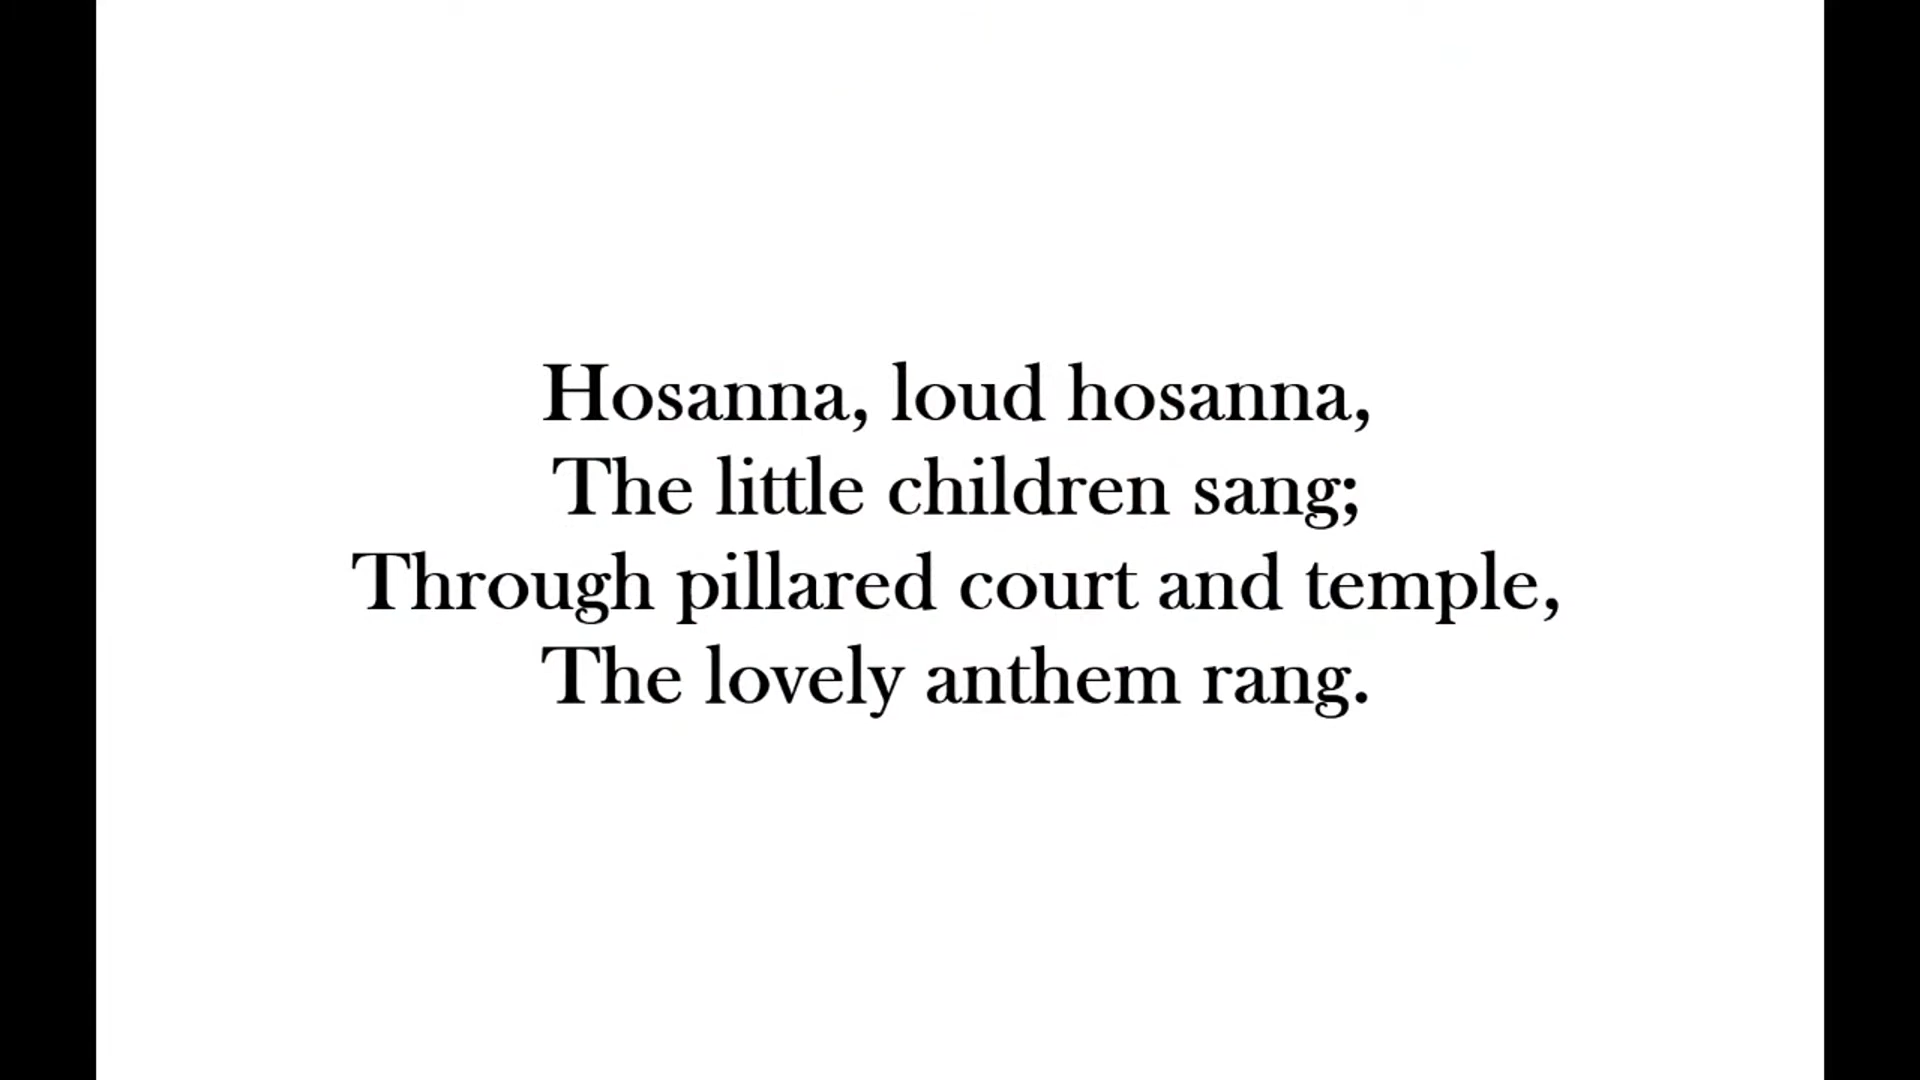 Hosanna, loud hosanna,
The little children sang;
Through pillared court and temple,
The lovely anthem rang.